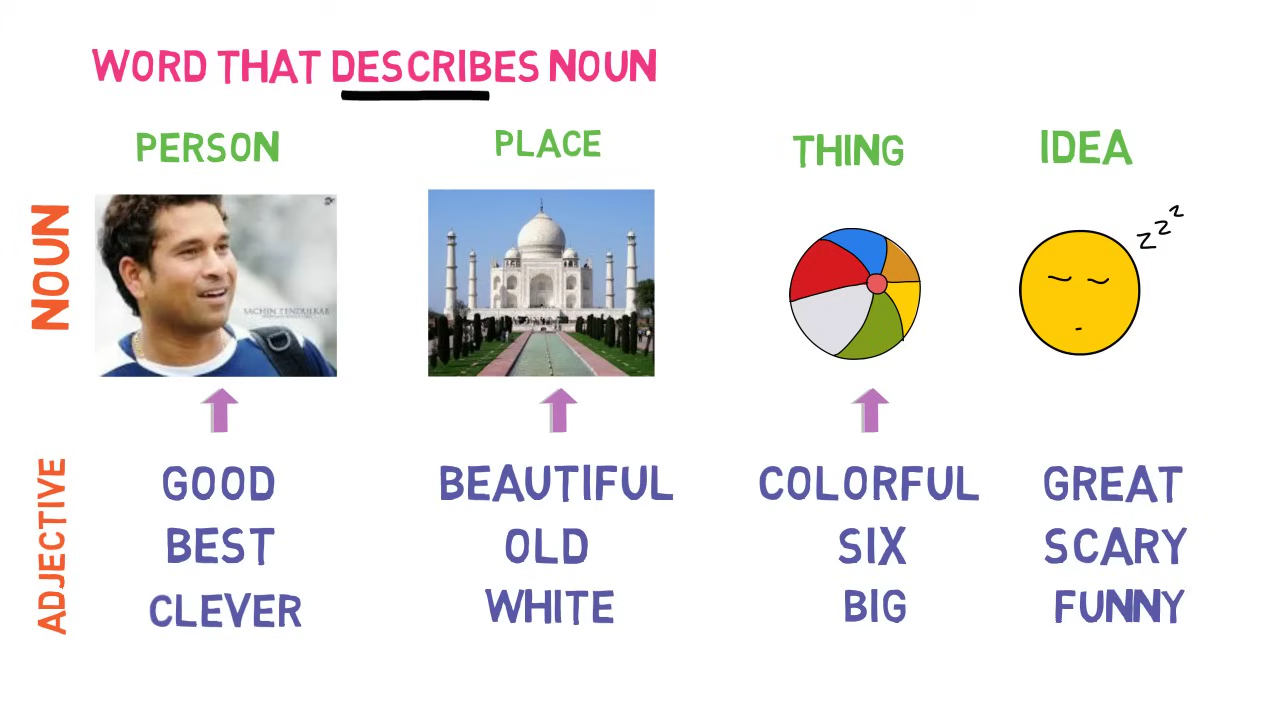 WORD THAT DESCRIBES NOUN
PERSON
PLACE
THING
IDEA
NOUN
SACHIN TENDULKAR
zzz
ADJECTIVE
GOOD
BEAUTIFUL
COLORFUL
GREAT
BEST
OLD
SIX
SCARY
CLEVER
WHITE
BIG
FUNNY